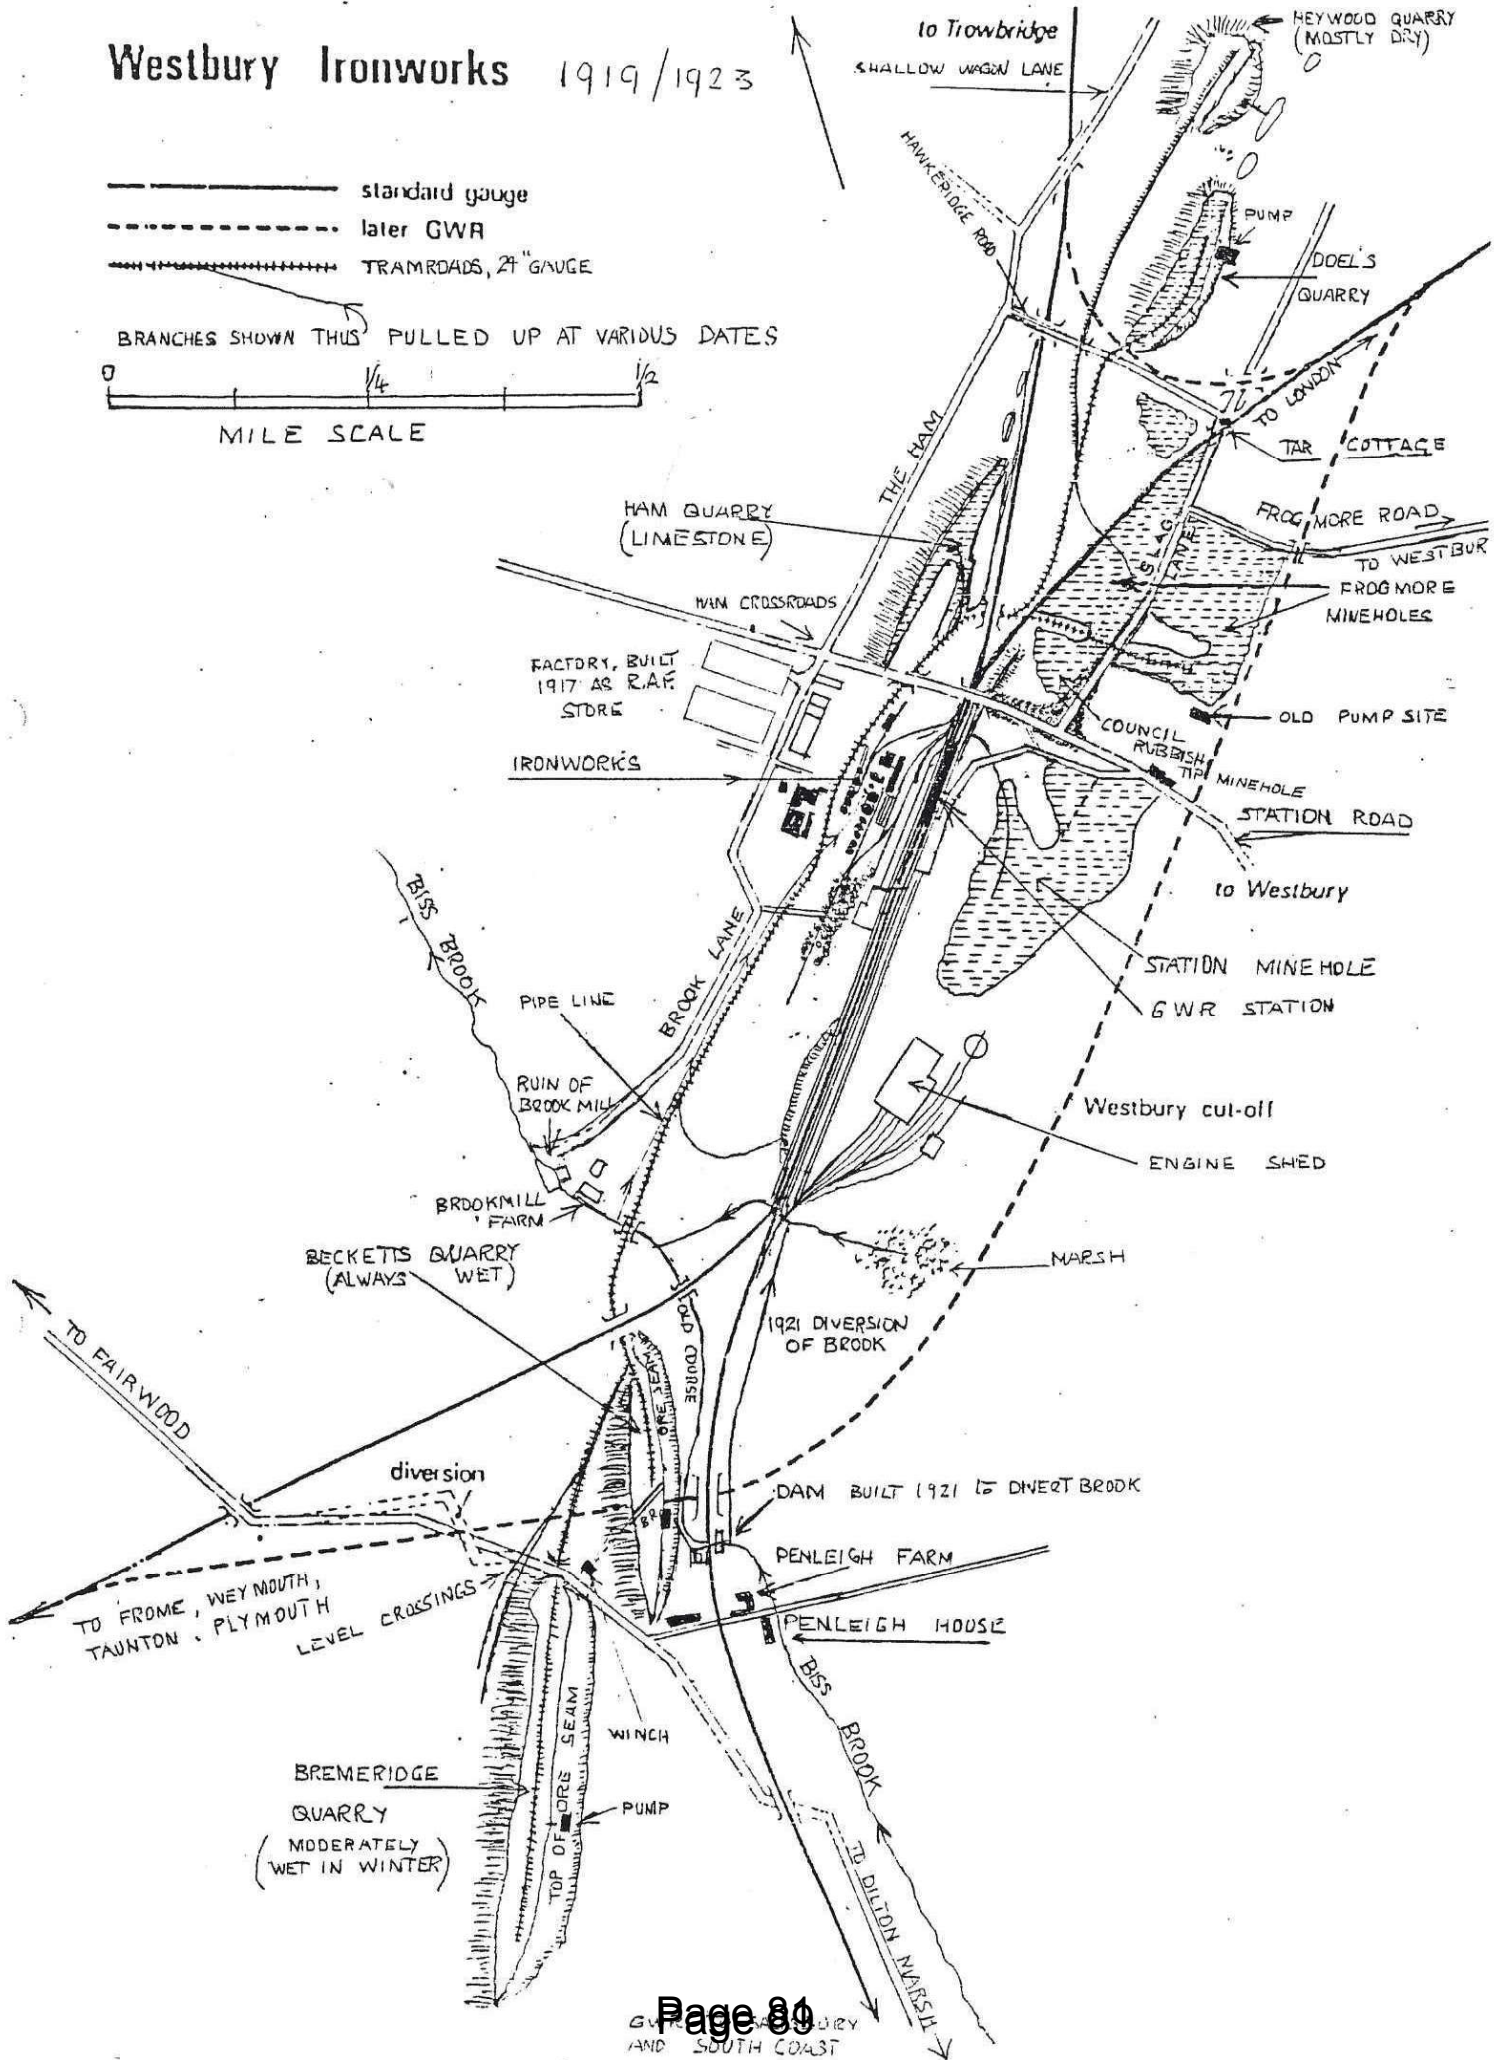 Westbury Ironworks 1919/1923
to Trowbridge
SHALLOW WAGON LANE
HEYWOOD QUARRY
(MOSTLY DRY)
standard gauge
later GWR
TRAMROADS, 24" GAUGE
BRANCHES SHOWN THUS PULLED UP AT VARIOUS DATES
0 1/4 1/2
MILE SCALE
HAWKERIDGE ROAD
PUMP
DOEL'S
QUARRY
TO LONDON
TAR COTTAGE
THE HAM
HAM QUARRY
(LIMESTONE)
FROGMORE ROAD
TO WESTBUR
SLAG
LANE
FROGMORE
MINEHOLES
HAM CROSSROADS
FACTORY, BUILT
1917 AS R.A.F.
STORE
OLD PUMP SITE
COUNCIL
RUBBISH
TIP
MINEHOLE
IRONWORKS
STATION ROAD
to Westbury
BISS BROOK
BROOK LANE
STATION MINEHOLE
GWR STATION
PIPE LINE
RUIN OF
BROOK MILL
Westbury cut-off
ENGINE SHED
BROOKMILL
FARM
BECKETTS QUARRY
(ALWAYS WET)
MARSH
OLD COURSE
1921 DIVERSION
OF BROOK
ORE SEAM
TO FAIRWOOD
diversion
DAM BUILT 1921 to DIVERT BROOK
PENLEIGH FARM
TO FROME, WEYMOUTH,
TAUNTON, PLYMOUTH
LEVEL CROSSINGS
PENLEIGH HOUSE
BISS BROOK
WINCH
BREMERIDGE
QUARRY
(MODERATELY
WET IN WINTER)
TOP OF ORE SEAM
PUMP
TO DILTON MARSH
AND SOUTH COAST